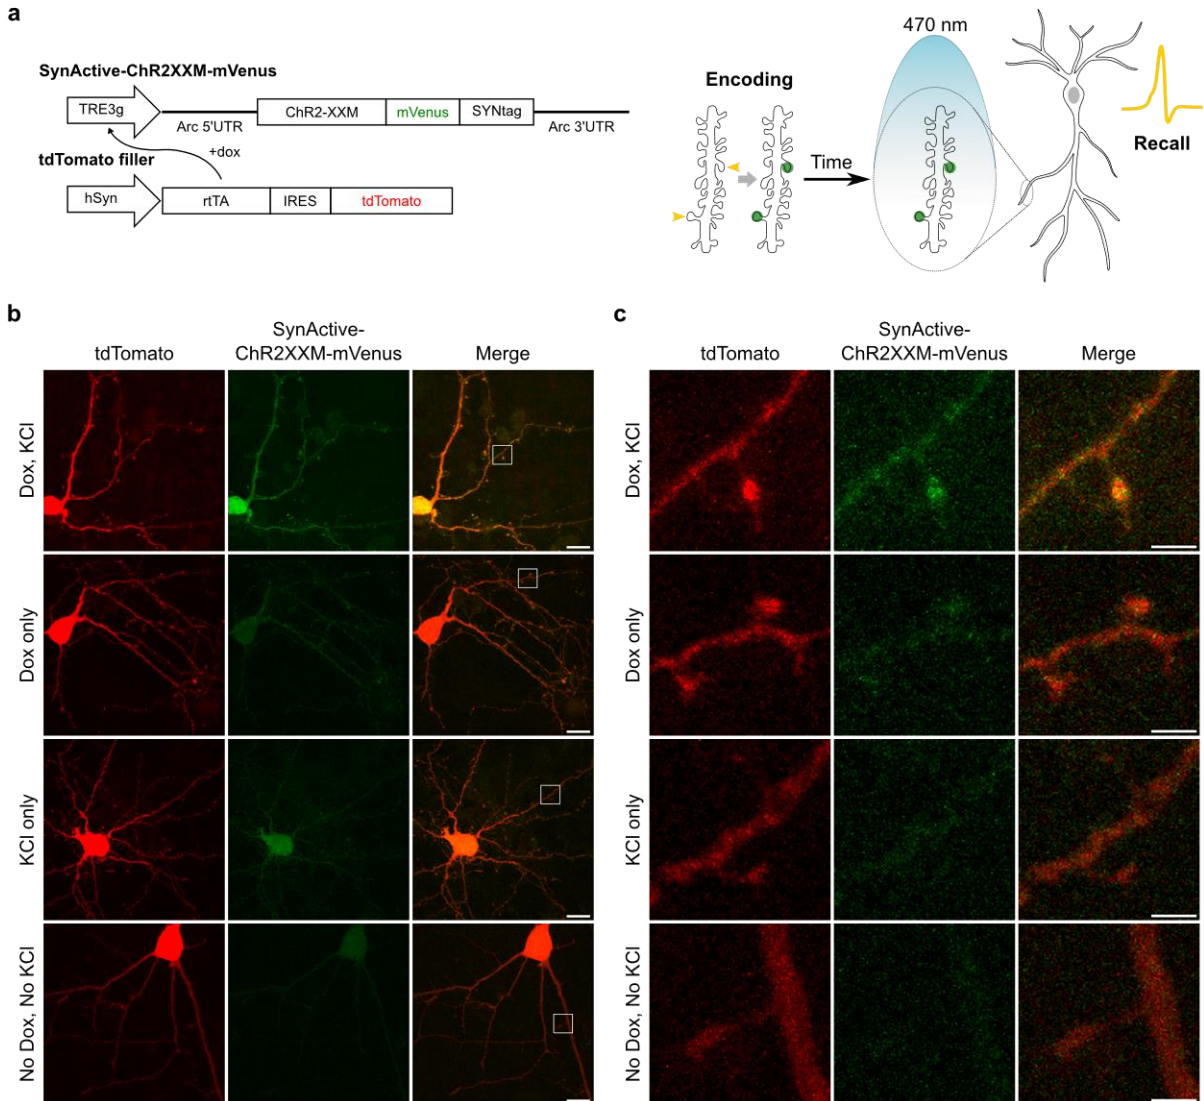 a
SynActive-ChR2XXM-mVenus
TRE3g
ChR2-XXM
mVenus
SYNtag
Arc 5'UTR
Arc 3'UTR
+dox
tdTomato filler
hSyn
rtTA
IRES
tdTomato
Encoding
Time
470 nm
Recall
b
tdTomato
SynActive-
ChR2XXM-mVenus
Merge
Dox, KCl
Dox only
KCl only
No Dox, No KCl
c
tdTomato
SynActive-
ChR2XXM-mVenus
Merge
Dox, KCl
Dox only
KCl only
No Dox, No KCl